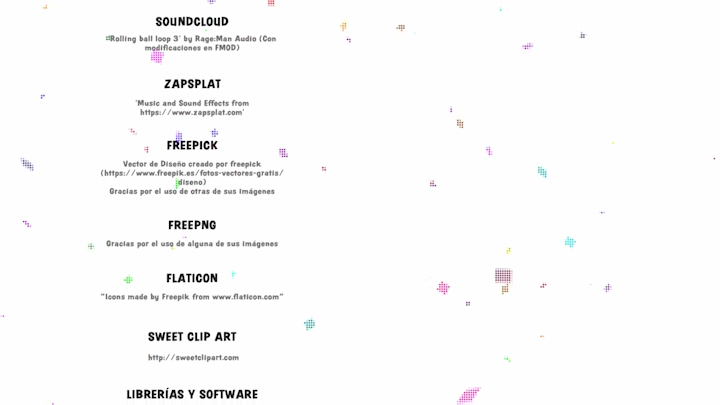 SOUNDCLOUD
'Rolling ball loop 3' by Rage:Man Audio (Con
modificaciones en FMOD)
ZAPSPLAT
'Music and Sound Effects from
https://www.zapsplat.com'
FREEPICK
Vector de Diseño creado por freepick
(https://www.freepik.es/fotos-vectores-gratis/
diseno)
Gracias por el uso de otras de sus imágenes
FREEPNG
Gracias por el uso de alguna de sus imágenes
FLATICON
"Icons made by Freepik from www.flaticon.com"
SWEET CLIP ART
http://sweetclipart.com
LIBRERÍAS Y SOFTWARE